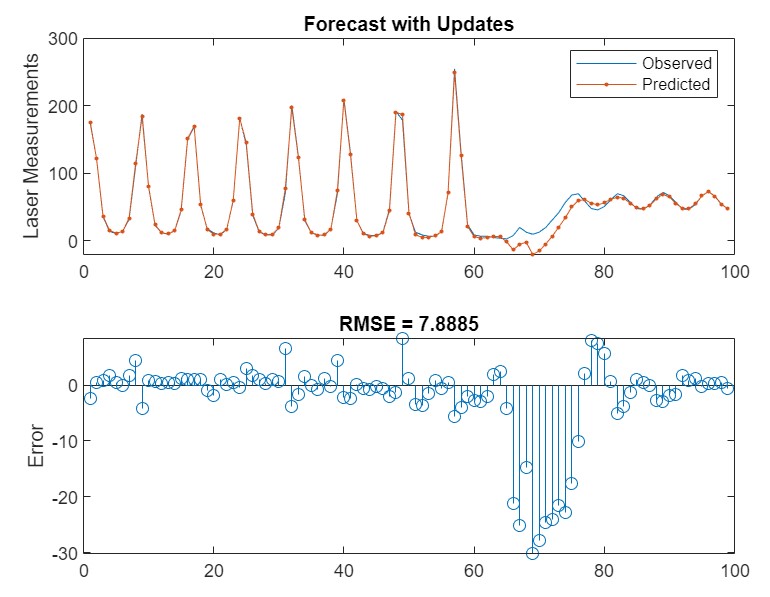 Forecast with Updates
300
200
100
0
Laser Measurements
Observed
Predicted
0 20 40 60 80 100
RMSE = 7.8885
0
-10
-20
-30
Error
0 20 40 60 80 100